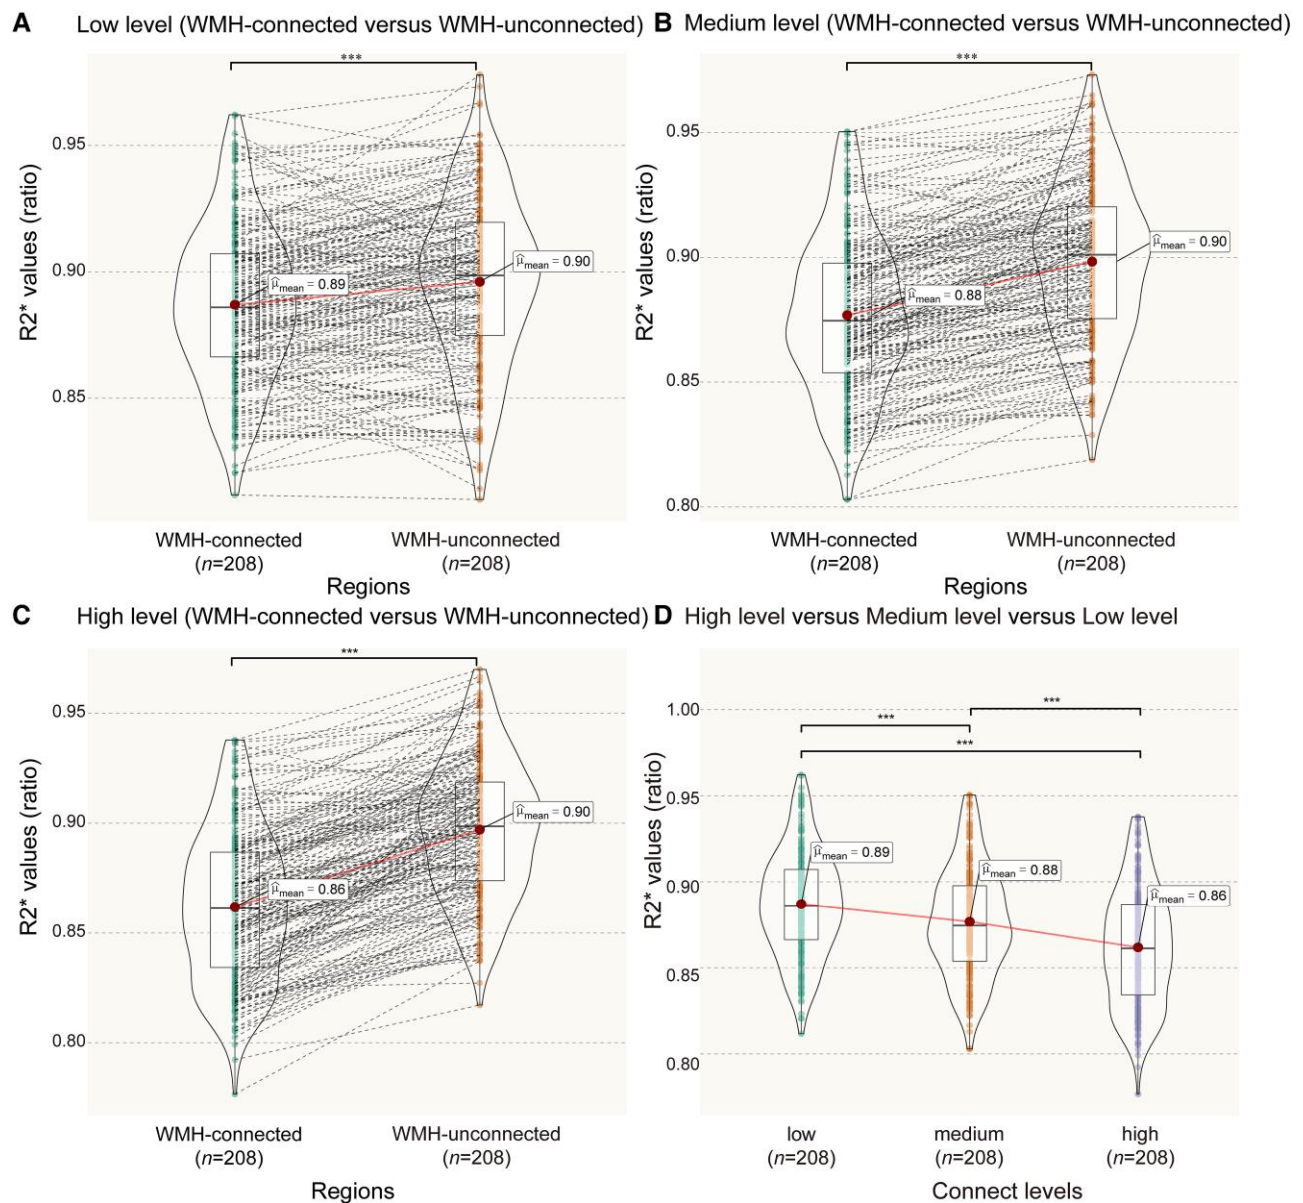 A Low level (WMH-connected versus WMH-unconnected)
***
R2* values (ratio)
0.95
0.90
0.85
μ̂mean = 0.89
μ̂mean = 0.90
WMH-connected
(n=208)
WMH-unconnected
(n=208)
Regions
B Medium level (WMH-connected versus WMH-unconnected)
***
R2* values (ratio)
0.95
0.90
0.85
0.80
μ̂mean = 0.88
μ̂mean = 0.90
WMH-connected
(n=208)
WMH-unconnected
(n=208)
Regions
C High level (WMH-connected versus WMH-unconnected)
***
R2* values (ratio)
0.95
0.90
0.85
0.80
μ̂mean = 0.86
μ̂mean = 0.90
WMH-connected
(n=208)
WMH-unconnected
(n=208)
Regions
D High level versus Medium level versus Low level
***
***
***
R2* values (ratio)
1.00
0.95
0.90
0.85
0.80
μ̂mean = 0.89
μ̂mean = 0.88
μ̂mean = 0.86
low
(n=208)
medium
(n=208)
high
(n=208)
Connect levels